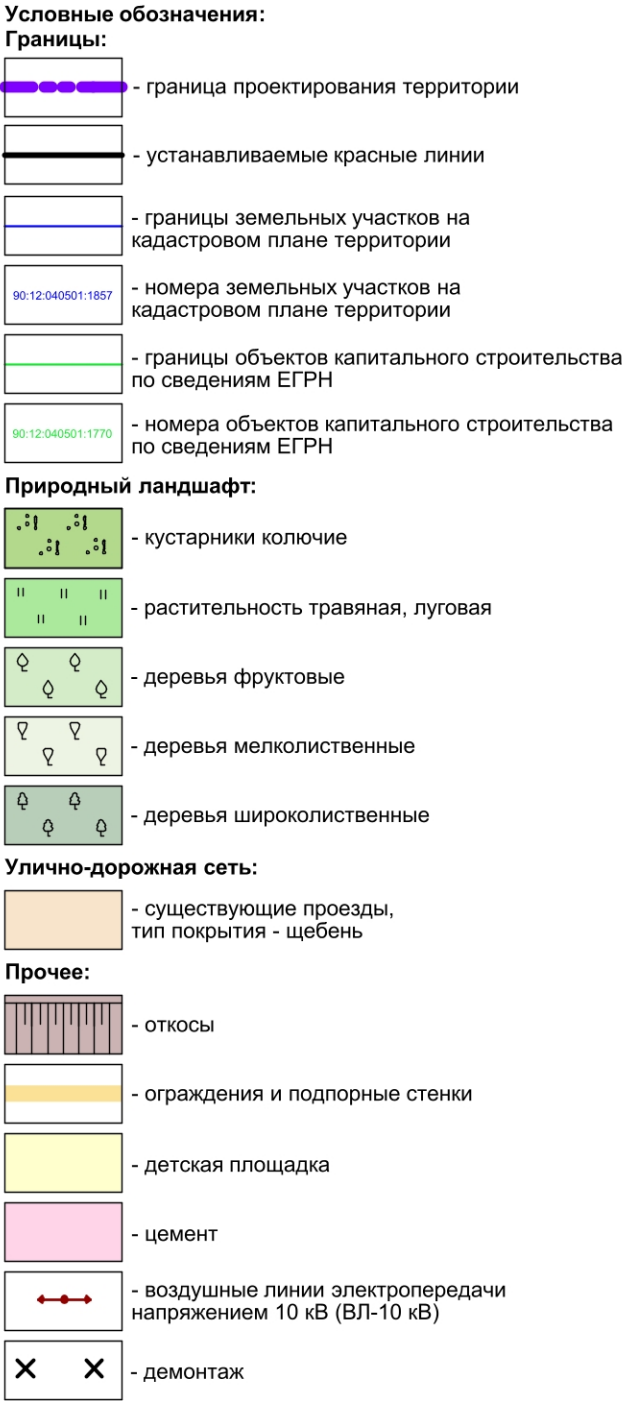 Условные обозначения:
Границы:
- граница проектирования территории
- устанавливаемые красные линии
- границы земельных участков на
кадастровом плане территории
90:12:040501:1857
- номера земельных участков на
кадастровом плане территории
- границы объектов капитального строительства
по сведениям ЕГРН
90:12:040501:1770
- номера объектов капитального строительства
по сведениям ЕГРН
Природный ландшафт:
- кустарники колючие
- растительность травяная, луговая
- деревья фруктовые
- деревья мелколиственные
- деревья широколиственные
Улично-дорожная сеть:
- существующие проезды,
тип покрытия - щебень
Прочее:
- откосы
- ограждения и подпорные стенки
- детская площадка
- цемент
- воздушные линии электропередачи
напряжением 10 кВ (ВЛ-10 кВ)
- демонтаж